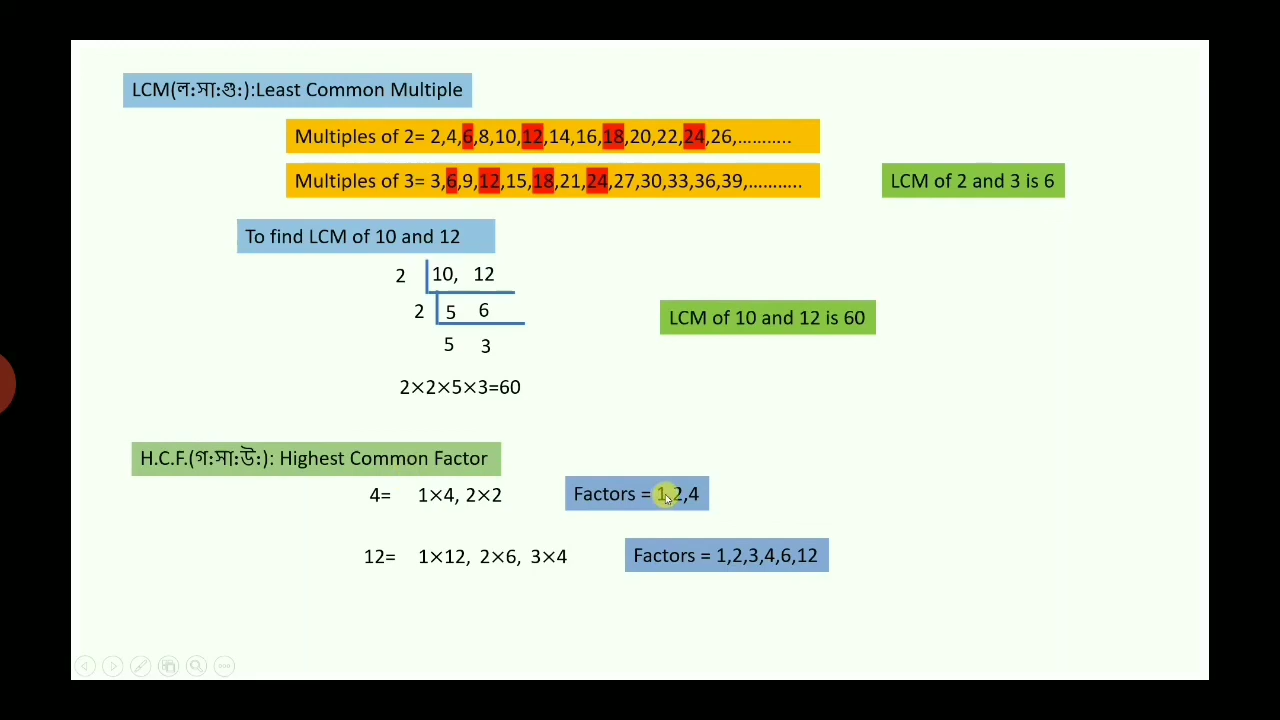 LCM(ল:সা:গু:):Least Common Multiple
Multiples of 2= 2,4,6,8,10,12,14,16,18,20,22,24,26,...........
Multiples of 3= 3,6,9,12,15,18,21,24,27,30,33,36,39,...........
LCM of 2 and 3 is 6
To find LCM of 10 and 12
2 10, 12
2 5 6
5 3
LCM of 10 and 12 is 60
2×2×5×3=60
H.C.F.(গ:সা:উ:): Highest Common Factor
4= 1×4, 2×2 Factors = 1,2,4
12= 1×12, 2×6, 3×4 Factors = 1,2,3,4,6,12